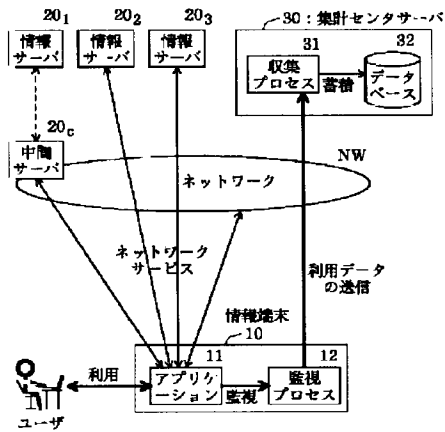 20₁
20₂
20₃
30：集計センタサーバ
情報
サーバ
情報
サーバ
情報
サーバ
31
32
収集
プロセス
蓄積
データ
ベース
20c
中間
サーバ
NW
ネットワーク
ネットワーク
サービス
利用データ
の送信
情報端末
10
11
12
利用
アプリケ
ーション
監視
監視
プロセス
ユーザ